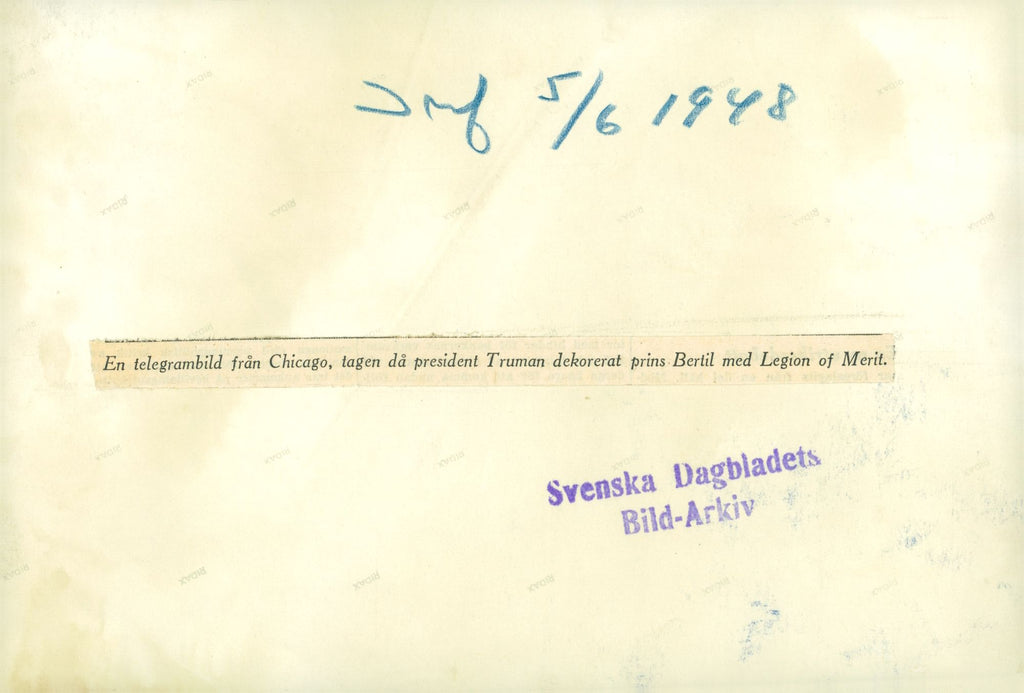 5/6 1948
En telegrambild från Chicago, tagen då president Truman dekorerat prins Bertil med Legion of Merit.
Svenska Dagbladets
Bild-Arkiv